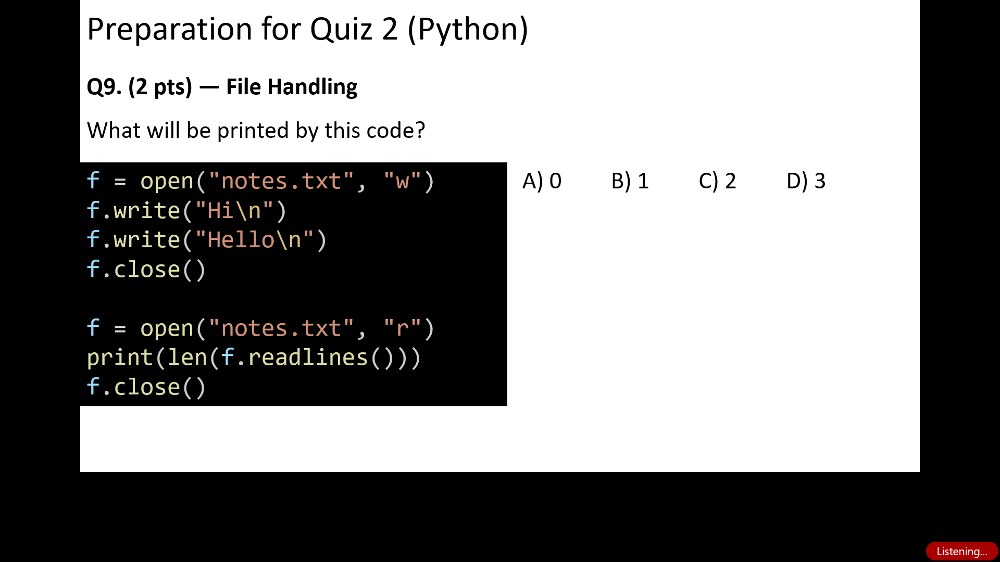 Preparation for Quiz 2 (Python)
Q9. (2 pts) — File Handling
What will be printed by this code?
f = open("notes.txt", "w")
f.write("Hi\n")
f.write("Hello\n")
f.close()

f = open("notes.txt", "r")
print(len(f.readlines()))
f.close()
A) 0 B) 1 C) 2 D) 3
Listening...